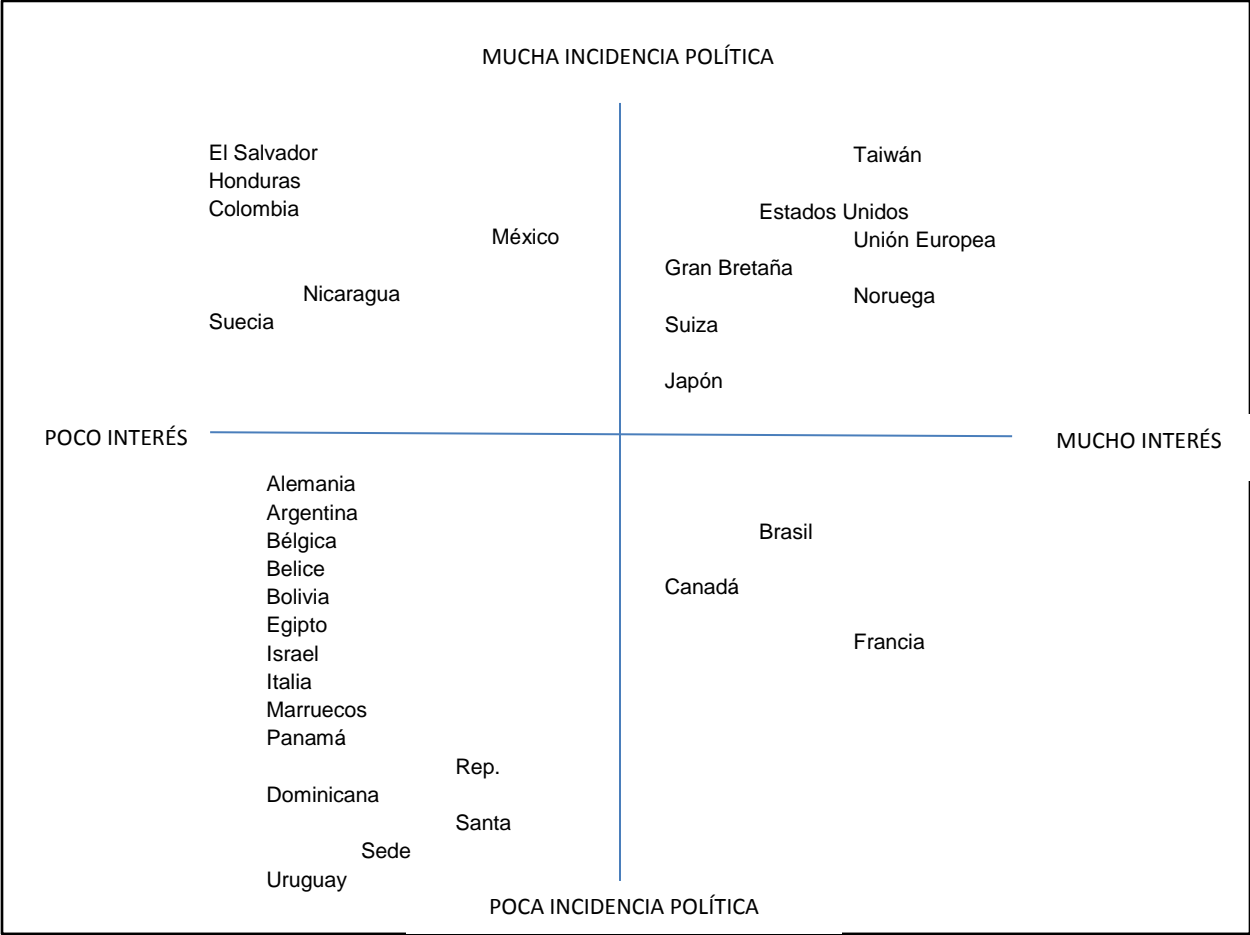 MUCHA INCIDENCIA POLÍTICA
El Salvador
Honduras
Colombia
México
Nicaragua
Suecia
Taiwán
Estados Unidos
Unión Europea
Gran Bretaña
Noruega
Suiza
Japón
POCO INTERÉS
MUCHO INTERÉS
Alemania
Argentina
Bélgica
Belice
Bolivia
Egipto
Israel
Italia
Marruecos
Panamá
Rep.
Dominicana
Santa
Sede
Uruguay
Brasil
Canadá
Francia
POCA INCIDENCIA POLÍTICA